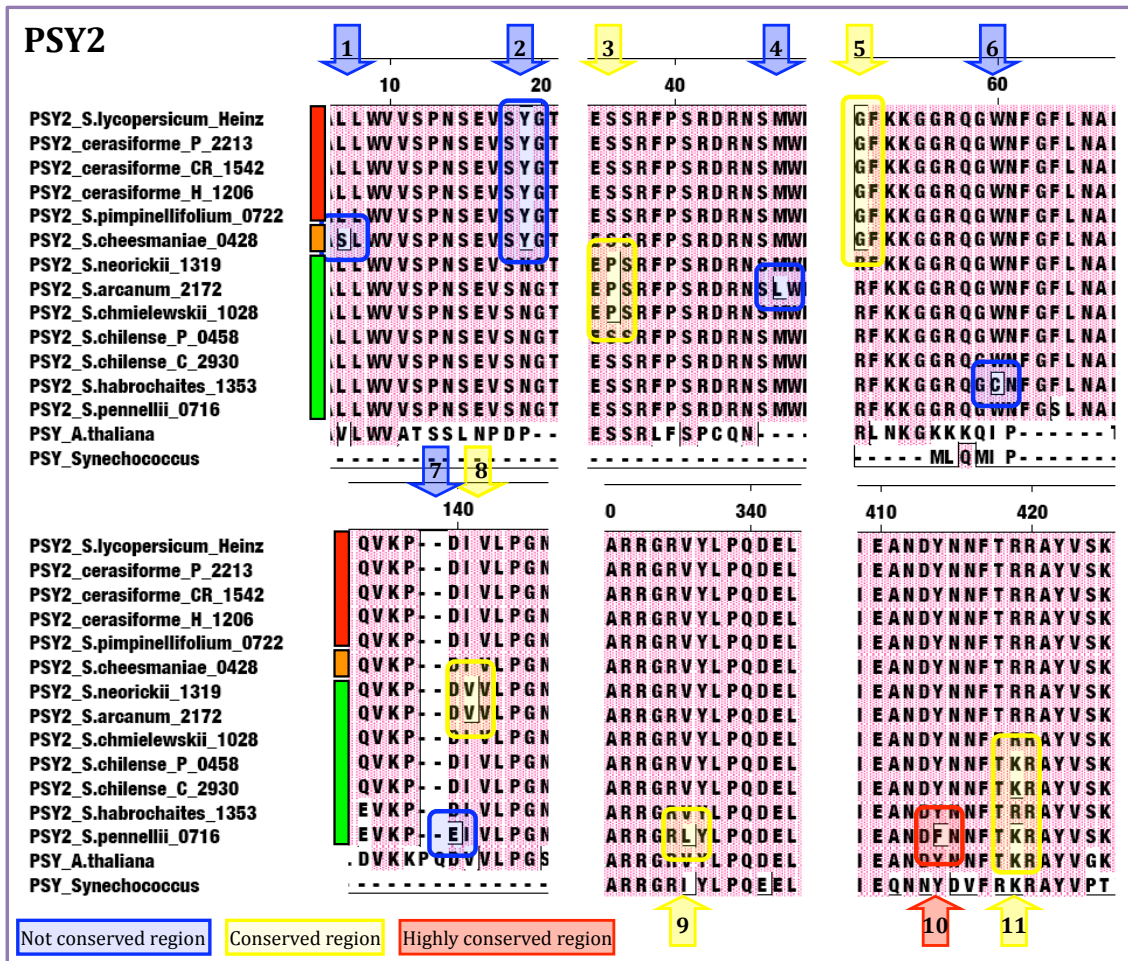 PSY2
1 2 3 4 5 6
10 20 40 60
PSY2_S.lycopersicum_Heinz A L L W V V S P N S E V S Y G T E S S R F P S R D R N S M W I G F K K G G R Q G W N F G F L N A I
PSY2_cerasiforme_P_2213 A L L W V V S P N S E V S Y G T E S S R F P S R D R N S M W I G F K K G G R Q G W N F G F L N A I
PSY2_cerasiforme_CR_1542 A L L W V V S P N S E V S Y G T E S S R F P S R D R N S M W I G F K K G G R Q G W N F G F L N A I
PSY2_cerasiforme_H_1206 A L L W V V S P N S E V S Y G T E S S R F P S R D R N S M W I G F K K G G R Q G W N F G F L N A I
PSY2_S.pimpinellifolium_0722 A L L W V V S P N S E V S Y G T E S S R F P S R D R N S M W I G F K K G G R Q G W N F G F L N A I
PSY2_S.cheesmaniae_0428 A S L W V V S P N S E V S Y G T E S S R F P S R D R N S M W I G F K K G G R Q G W N F G F L N A I
PSY2_S.neorickii_1319 A L L W V V S P N S E V S N G T E P S R F P S R D R N S M W I R F K K G G R Q G W N F G F L N A I
PSY2_S.arcanum_2172 A L L W V V S P N S E V S N G T E P S R F P S R D R N S L W I R F K K G G R Q G W N F G F L N A I
PSY2_S.chmielewskii_1028 A L L W V V S P N S E V S N G T E P S R F P S R D R N S M W I R F K K G G R Q G W N F G F L N A I
PSY2_S.chilense_P_0458 A L L W V V S P N S E V S N G T E S S R F P S R D R N S M W I R F K K G G R Q G W N F G F L N A I
PSY2_S.chilense_C_2930 A L L W V V S P N S E V S N G T E S S R F P S R D R N S M W I R F K K G G R Q G W N F G F L N A I
PSY2_S.habrochaites_1353 A L L W V V S P N S E V S N G T E S S R F P S R D R N S M W I R F K K G G R Q G C N F G F L N A I
PSY2_S.pennellii_0716 A L L W V V S P N S E V S N G T E S S R F P S R D R N S M W I R F K K G G R Q G W N F G S L N A I
PSY_A.thaliana A V L W V A T S S L N P D P - - E S S R L F S P C Q N - - - - R L N K G K K K Q I P - - - - - - T
PSY_Synechococcus - - - - - - - - - - - - - - - - - - - - - - - - - - - - - - - - - - - - M L Q M I P - - - - - -
7 8
140 0 340 410 420
PSY2_S.lycopersicum_Heinz Q V K P - - D I V L P G N A R R G R V Y L P Q D E L I E A N D Y N N F T R R A Y V S K
PSY2_cerasiforme_P_2213 Q V K P - - D I V L P G N A R R G R V Y L P Q D E L I E A N D Y N N F T R R A Y V S K
PSY2_cerasiforme_CR_1542 Q V K P - - D I V L P G N A R R G R V Y L P Q D E L I E A N D Y N N F T R R A Y V S K
PSY2_cerasiforme_H_1206 Q V K P - - D I V L P G N A R R G R V Y L P Q D E L I E A N D Y N N F T R R A Y V S K
PSY2_S.pimpinellifolium_0722 Q V K P - - D I V L P G N A R R G R V Y L P Q D E L I E A N D Y N N F T R R A Y V S K
PSY2_S.cheesmaniae_0428 Q V K P - - D I V L P G N A R R G R V Y L P Q D E L I E A N D Y N N F T R R A Y V S K
PSY2_S.neorickii_1319 Q V K P - - D V V L P G N A R R G R V Y L P Q D E L I E A N D Y N N F T R R A Y V S K
PSY2_S.arcanum_2172 Q V K P - - D V V L P G N A R R G R V Y L P Q D E L I E A N D Y N N F T R R A Y V S K
PSY2_S.chmielewskii_1028 Q V K P - - D I V L P G N A R R G R V Y L P Q D E L I E A N D Y N N F T R R A Y V S K
PSY2_S.chilense_P_0458 Q V K P - - D I V L P G N A R R G R V Y L P Q D E L I E A N D Y N N F T K R A Y V S K
PSY2_S.chilense_C_2930 Q V K P - - D I V L P G N A R R G R V Y L P Q D E L I E A N D Y N N F T K R A Y V S K
PSY2_S.habrochaites_1353 E V K P - - D I V L P G N A R R G R V Y L P Q D E L I E A N D Y N N F T R R A Y V S K
PSY2_S.pennellii_0716 E V K P - - E I V L P G N A R R G R L Y L P Q D E L I E A N D F N N F T K R A Y V S K
PSY_A.thaliana . D V K K P Q D V V L P G S A R R G R V Y L P Q D E L I E A N D Y N N F T K R A Y V G K
PSY_Synechococcus - - - - - - - - - - - - - A R R G R I Y L P Q E E L I E Q N N Y D V F R K R A Y V P T
Not conserved region Conserved region Highly conserved region 9 10 11